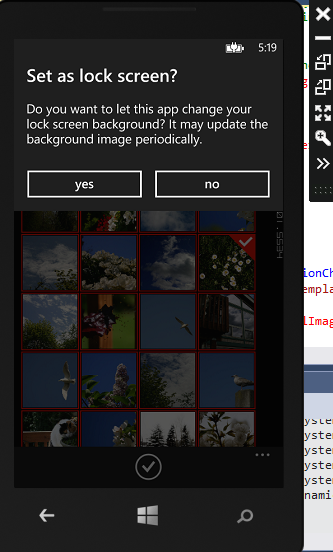 5:19
Set as lock screen?
Do you want to let this app change your
lock screen background? It may update the
background image periodically.
yes
no
ionCh
empla
lImag
ystem
ystem
ystem
ystem
ystem
nami